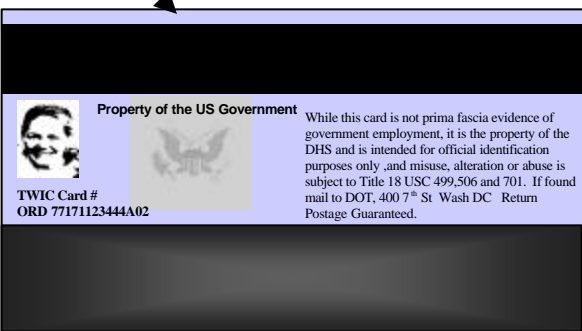 Property of the US Government
While this card is not prima fascia evidence of
government employment, it is the property of the
DHS and is intended for official identification
purposes only ,and misuse, alteration or abuse is
subject to Title 18 USC 499,506 and 701. If found
mail to DOT, 400 7th St Wash DC Return
Postage Guaranteed.
TWIC Card #
ORD 77171123444A02